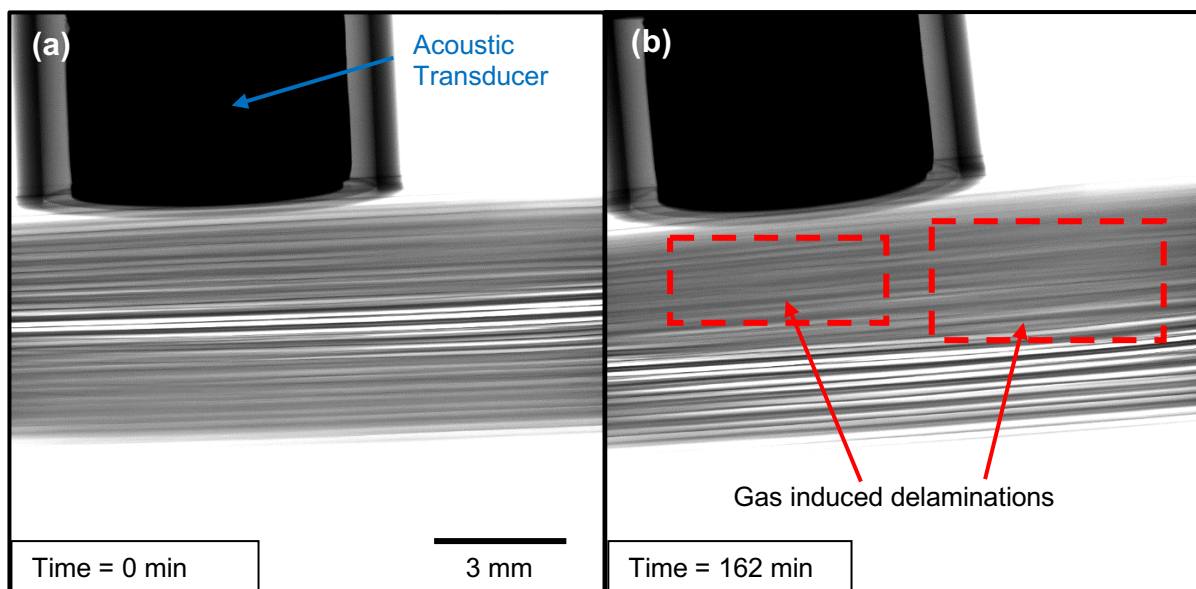 (a)
Acoustic
Transducer
Time = 0 min
3 mm
(b)
Gas induced delaminations
Time = 162 min